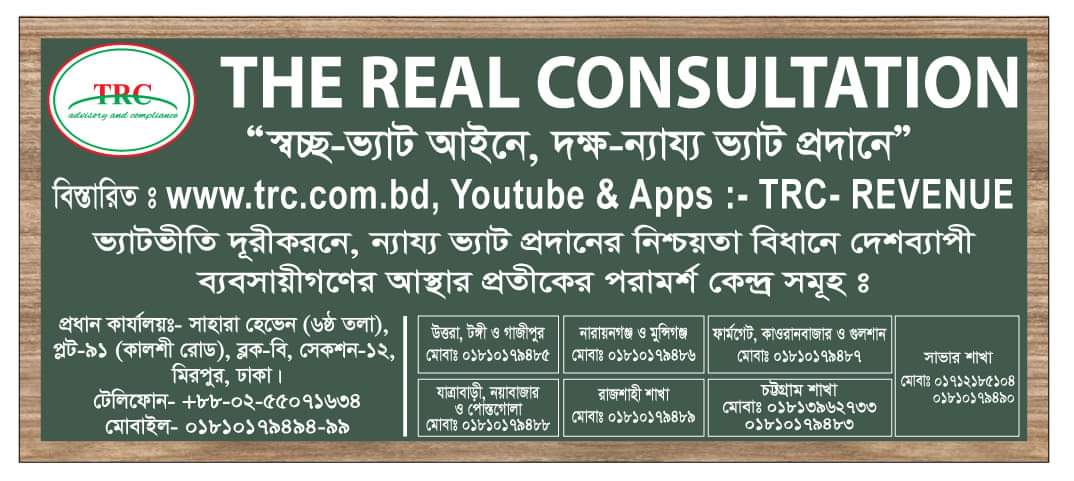 TRC
advisory and compliance
THE REAL CONSULTATION
“স্বচ্ছ-ভ্যাট আইনে, দক্ষ-ন্যায্য ভ্যাট প্রদানে”
বিস্তারিত ঃ www.trc.com.bd, Youtube & Apps :- TRC- REVENUE
ভ্যাটভীতি দূরীকরনে, ন্যায্য ভ্যাট প্রদানের নিশ্চয়তা বিধানে দেশব্যাপী
ব্যবসায়ীগণের আস্থার প্রতীকের পরামর্শ কেন্দ্র সমূহ ঃ
প্রধান কার্যালয়ঃ- সাহারা হেভেন (৬ষ্ঠ তলা),
প্লট-৯১ (কালশী রোড), ব্লক-বি, সেকশন-১২,
মিরপুর, ঢাকা।
টেলিফোন- +৮৮-০২-৫৫০৭১৬৩৪
মোবাইল- ০১৮১০১৭৯৪৯৪-৯৯
উত্তরা, টঙ্গী ও গাজীপুর
মোবাঃ ০১৮১০১৭৯৪৮৫
নারায়নগঞ্জ ও মুন্সিগঞ্জ
মোবাঃ ০১৮১০১৭৯৪৮৬
ফার্মগেট, কাওরানবাজার ও গুলশান
মোবাঃ ০১৮১০১৭৯৪৮৭
যাত্রাবাড়ী, নয়াবাজার
ও পোস্তগোলা
মোবাঃ ০১৮১০১৭৯৪৮৮
রাজশাহী শাখা
মোবাঃ ০১৮১০১৭৯৪৮৯
চট্টগ্রাম শাখা
মোবাঃ ০১৮১৩৯৬২৭৩৩
০১৮১০১৭৯৪৮৩
সাভার শাখা
মোবাঃ ০১৭১২১৮৫১০৪
০১৮১০১৭৯৪৯০